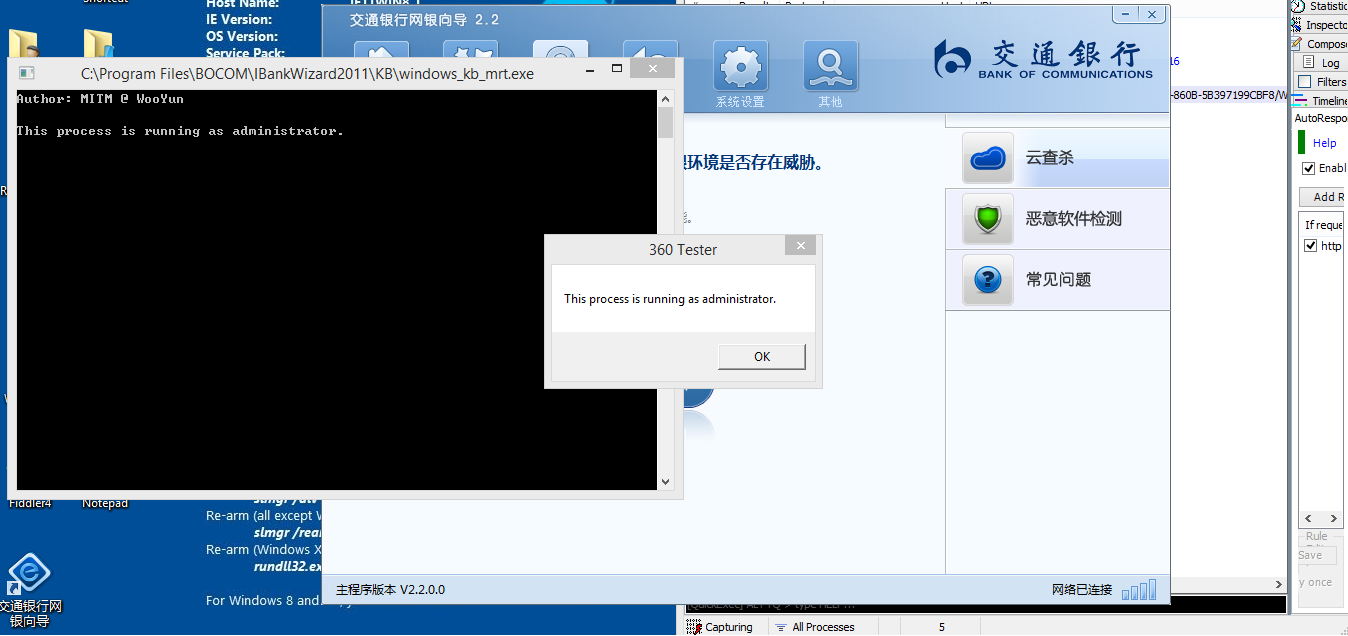 shortcut
Host Name:
IE Version:
OS Version:
Service Pack:
IE11WIN8_1
交通银行网银向导 2.2
交通銀行
BANK OF COMMUNICATIONS
系统设置
其他
C:\Program Files\BOCOM\IBankWizard2011\KB\windows_kb_mrt.exe
Author: MITM @ WooYun
This process is running as administrator.
环境是否存在威胁。
云查杀
恶意软件检测
常见问题
360 Tester
This process is running as administrator.
OK
主程序版本 V2.2.0.0
网络已连接
Fiddler4
Notepad
Re-arm (all except
slmgr /rear
Re-arm (Windows X
rundll32.ex
For Windows 8 and
交通银行网
银向导
16
-860B-5B397199CBF8/W
Statistic
Inspecto
Compos
Log
Filters
Timeline
AutoRespo
Help
Enabl
Add R
If reque
http
Rule
Save
y once
Capturing
All Processes
5